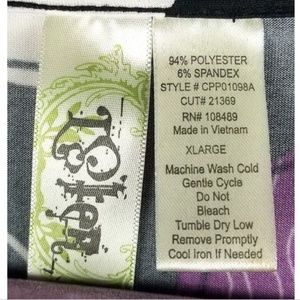 94% POLYESTER
6% SPANDEX
STYLE # CPP01098A
CUT# 21369
RN# 108489
Made in Vietnam
XLARGE
Machine Wash Cold
Gentle Cycle
Do Not
Bleach
Tumble Dry Low
Remove Promptly
Cool Iron If Needed